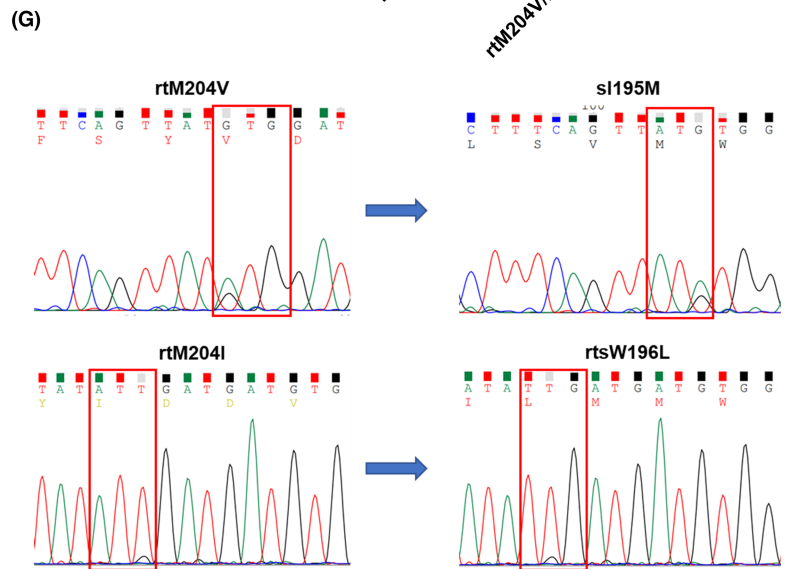 (G)
rtM204V/
rtM204V
T T C A G T T A T G T G G A T
F S Y V D
sI195M
100
C T T T C A G T T A T G T G G
L S V M W
rtM204I
T A T A T T G A T G A T G T G
Y I D D V
rtsW196L
A T A T T G A T G A T G T G G
I L M M W